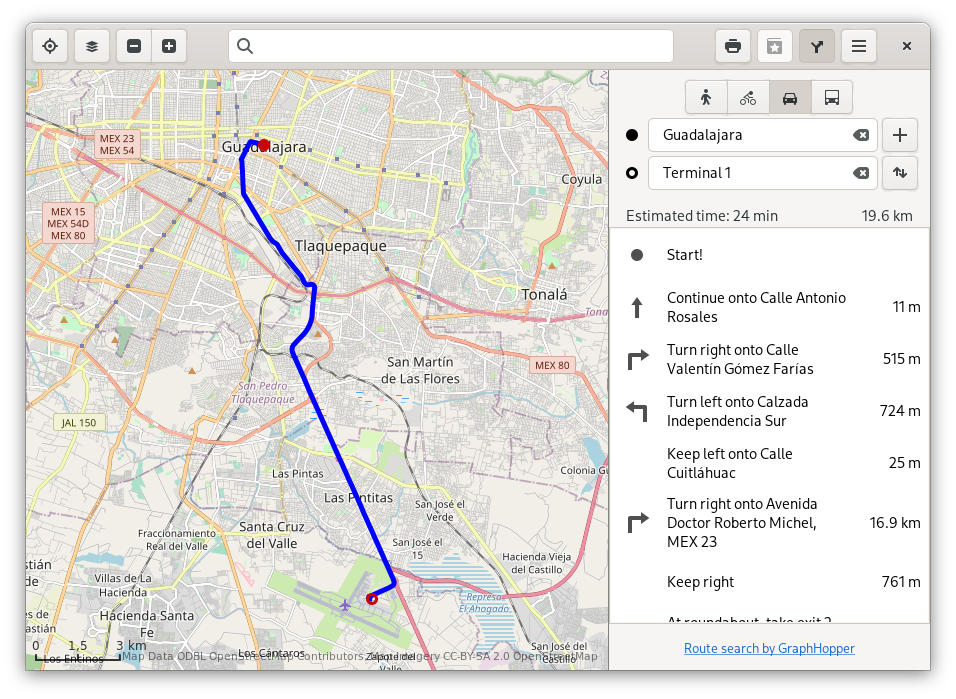 Guadalajara
Terminal 1
Estimated time: 24 min 19.6 km
Start!
Continue onto Calle Antonio
Rosales
11 m
Turn right onto Calle
Valentín Gómez Farías
515 m
Turn left onto Calzada
Independencia Sur
724 m
Keep left onto Calle
Cuitláhuac
25 m
Turn right onto Avenida
Doctor Roberto Michel,
MEX 23
16.9 km
Keep right
761 m
At roundabout, take exit 2
Route search by GraphHopper
MEX 23
MEX 54
Guadalajara
Coyula
MEX 15
MEX 54D
MEX 80
Tlaquepaque
Tonalá
Tona
San Martín
de Las Flores
MEX 80
San Pedro
Tlaquepaque
JAL 150
Las Pintas
Colonia Gu
Las Pintitas
San José el
Verde
Santa Cruz
del Valle
Fraccionamiento
Real del Valle
San José el
15
Hacienda Vieja
del Castillo
stián
de
Villas de La
Hacienda
Represa
El Ahogado
es de
astián
Hacienda Santa
Fe
0 1,5 3 km
Los Encinos
Los Cántaros
Zapote del
Valle
San José del
Castillo
Map Data ODBL OpenStreetMap Contributors, Map Imagery CC-BY-SA 2.0 OpenStreetMap